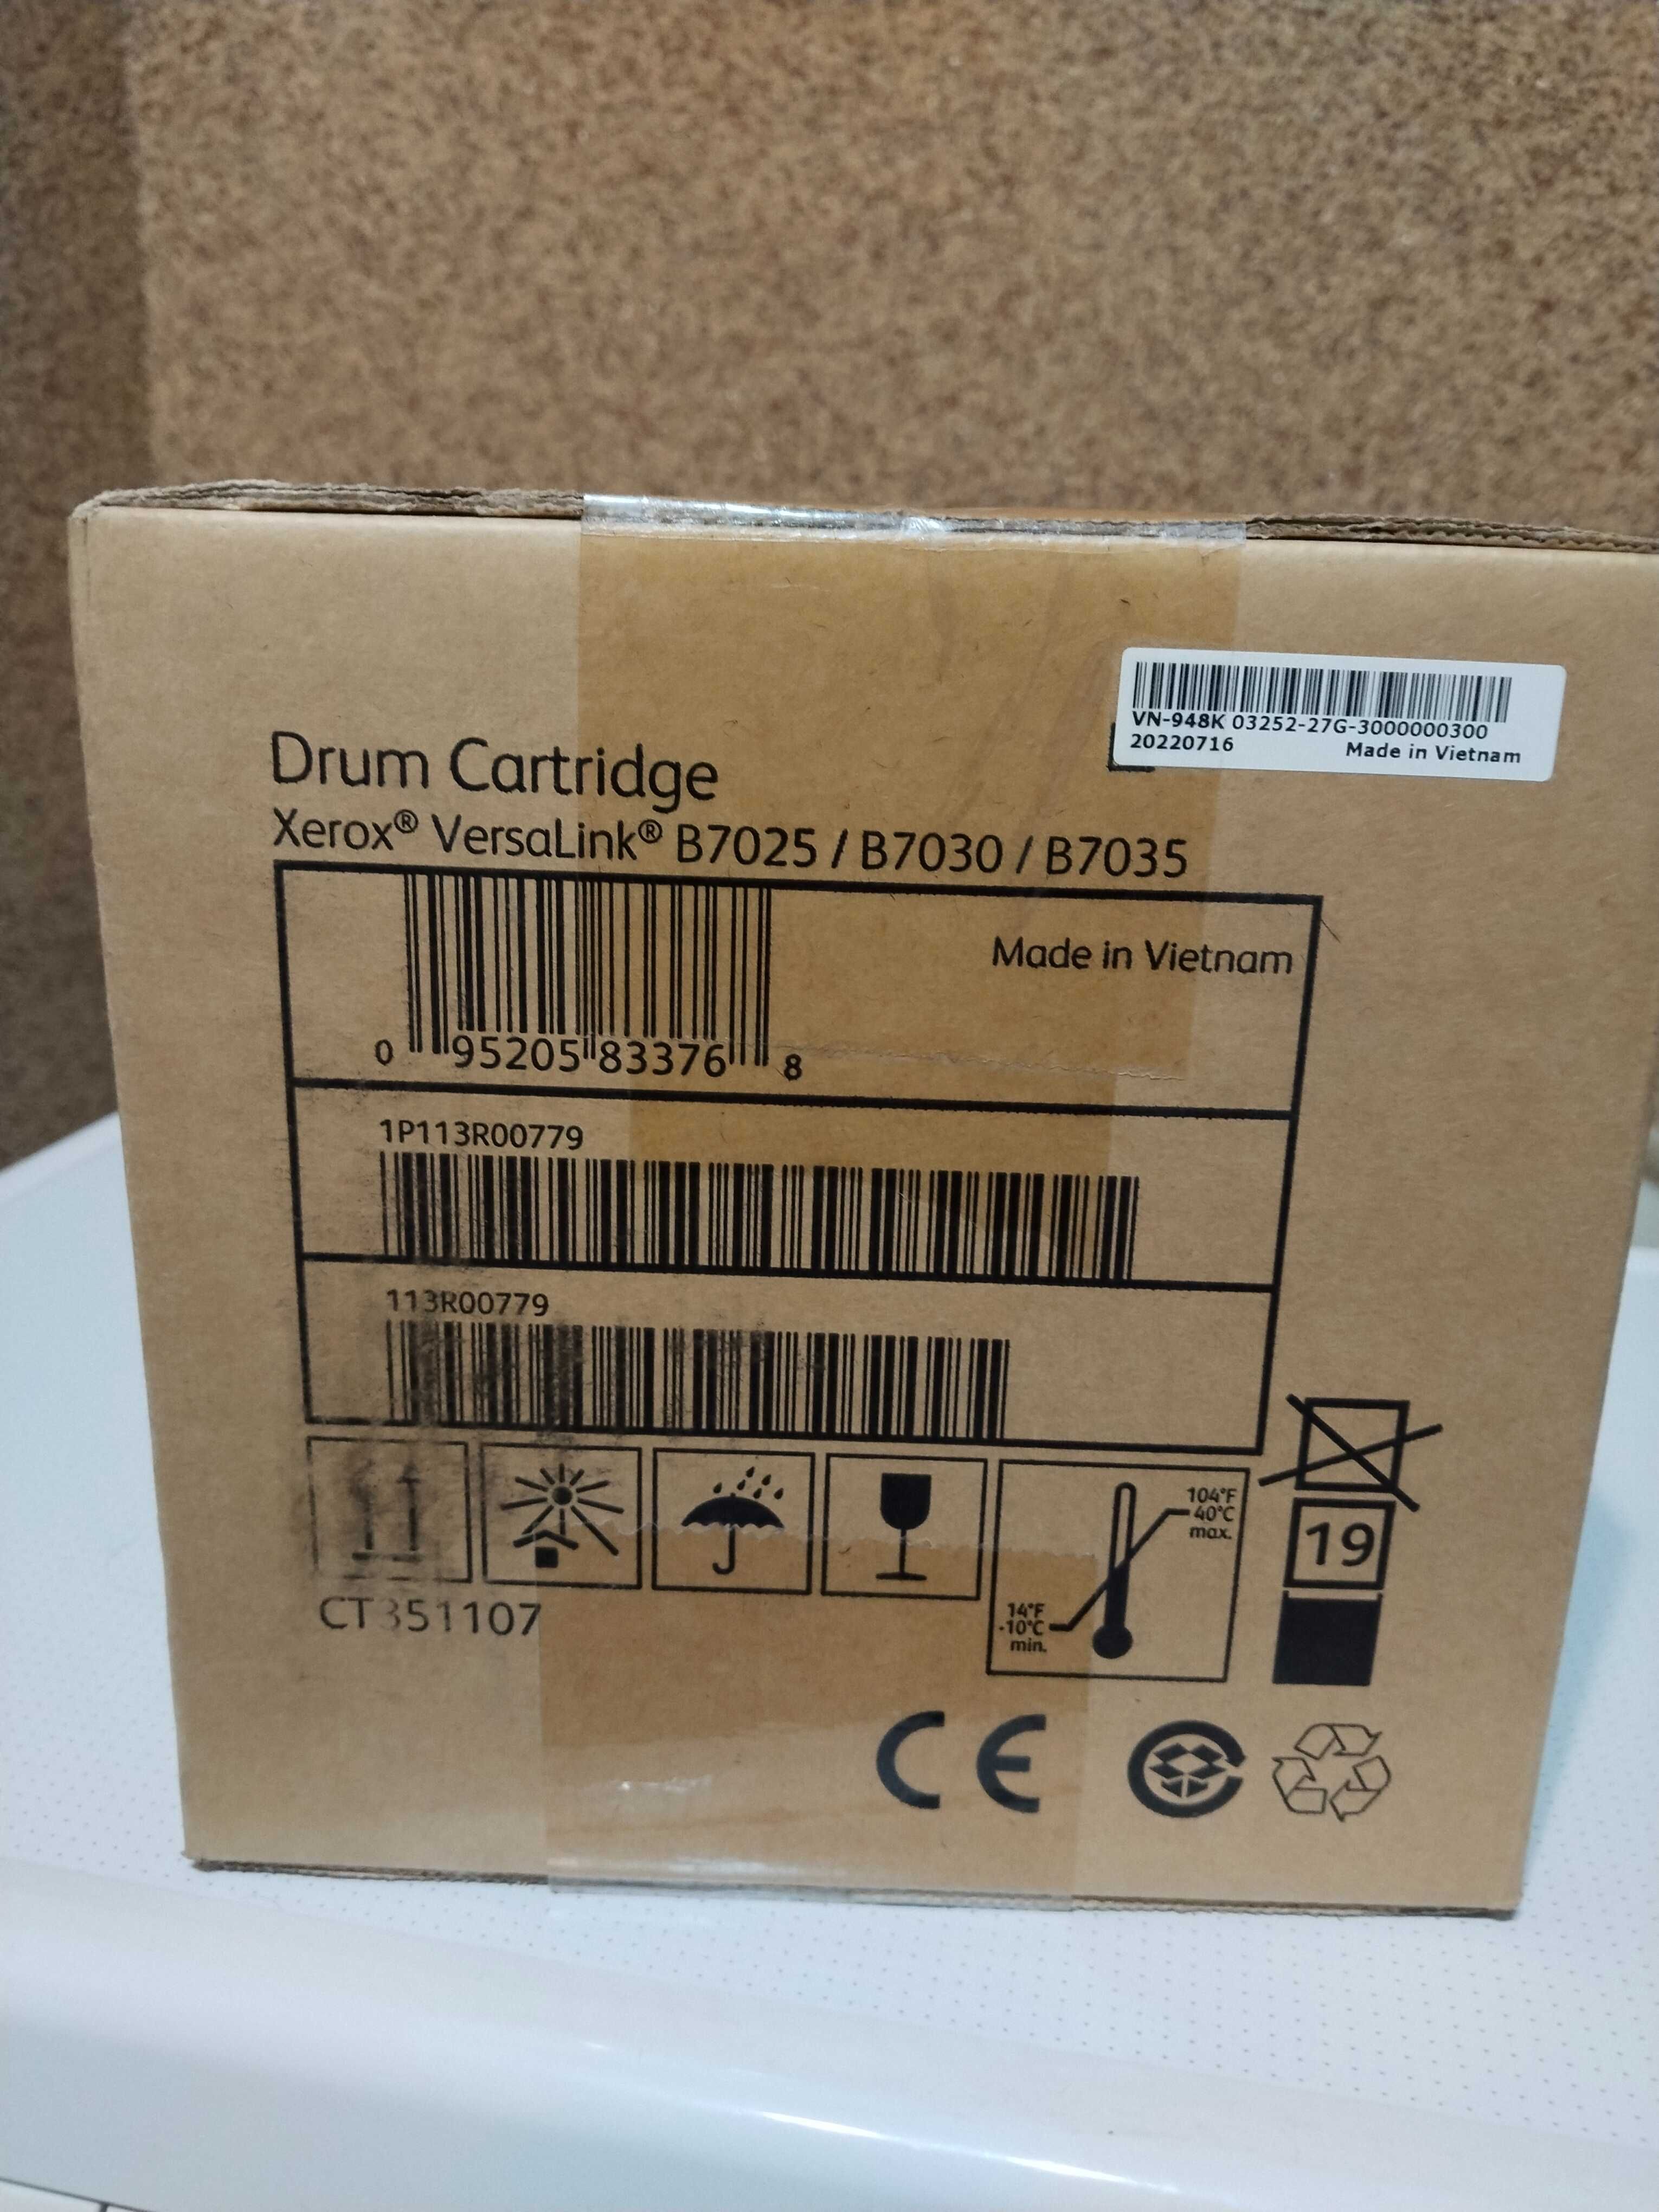 VN-948K 03252-27G-3000000300
20220716 Made in Vietnam
Drum Cartridge
Xerox® VersaLink® B7025 / B7030 / B7035
Made in Vietnam
0 95205 83376 8
1P113R00779
113R00779
104°F
40°C
max.
14°F
-10°C
min.
19
CT351107
CE